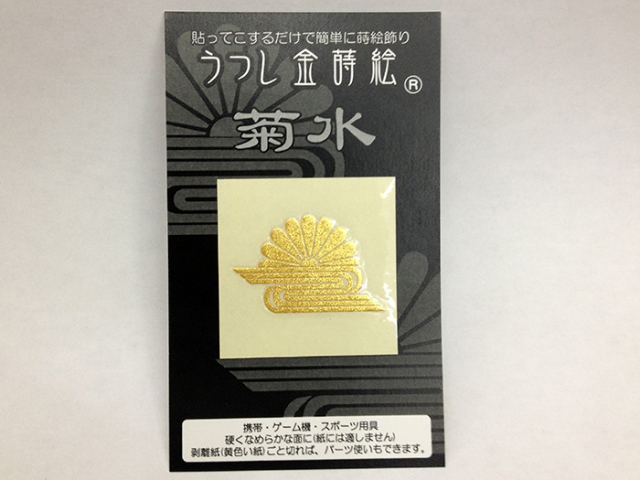 貼ってこするだけで簡単に蒔絵飾り
うつし金蒔絵®
菊水
携帯・ゲーム機・スポーツ用具
硬くなめらかな面に(紙には適しません)
剥離紙(黄色い紙)ごと切れば、パーツ使いもできます。